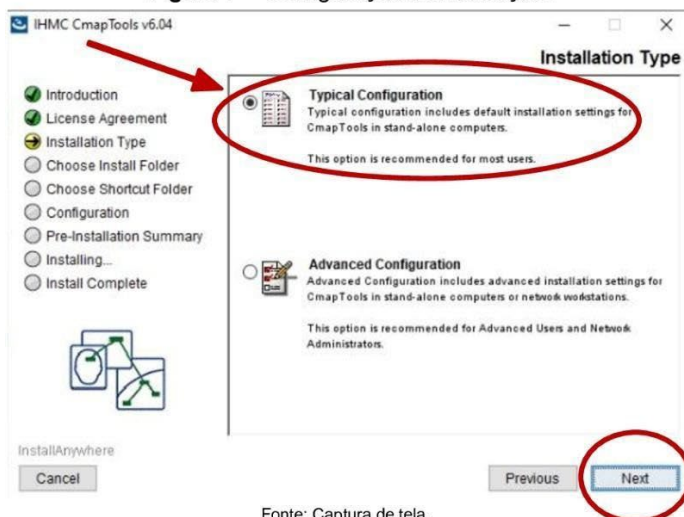 IHMC CmapTools v6.04
Installation Type
Introduction
License Agreement
Installation Type
Choose Install Folder
Choose Shortcut Folder
Configuration
Pre-Installation Summary
Installing...
Install Complete
Typical Configuration
Typical configuration includes default installation settings for
CmapTools in stand-alone computers.
This option is recommended for most users.
Advanced Configuration
Advanced Configuration includes advanced installation settings for
CmapTools in stand-alone computers or network workstations.
This option is recommended for Advanced Users and Network
Administrators.
InstallAnywhere
Cancel
Previous
Next
Fonte: Captura de tela